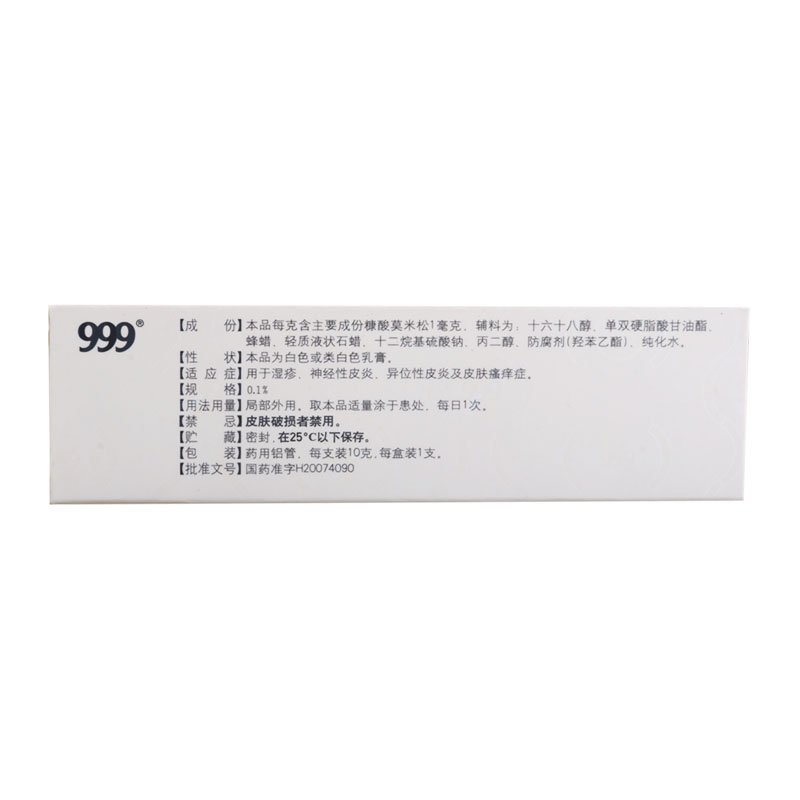 999®
【成 份】本品每克含主要成份糠酸莫米松1毫克，辅料为：十六十八醇、单双硬脂酸甘油酯、
蜂蜡、轻质液状石蜡、十二烷基硫酸钠、丙二醇、防腐剂(羟苯乙酯)、纯化水。
【性 状】本品为白色或类白色乳膏。
【适 应 症】用于湿疹、神经性皮炎、异位性皮炎及皮肤瘙痒症。
【规 格】0.1%
【用法用量】局部外用。取本品适量涂于患处，每日1次。
【禁 忌】皮肤破损者禁用。
【贮 藏】密封，在25°C以下保存。
【包 装】药用铝管，每支装10克，每盒装1支。
【批准文号】国药准字H20074090